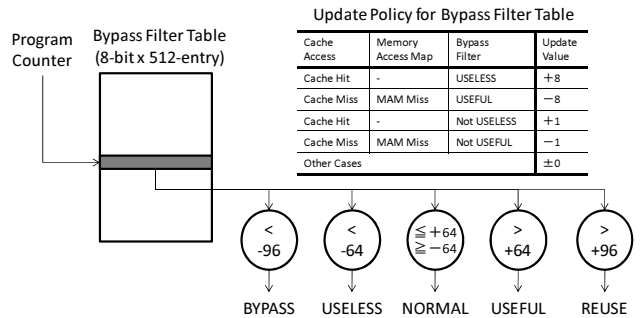 Update Policy for Bypass Filter Table
Program
Counter
Bypass Filter Table
(8-bit x 512-entry)
Cache
Access
Memory
Access Map
Bypass
Filter
Update
Value
Cache Hit - USELESS +8
Cache Miss MAM Miss USEFUL −8
Cache Hit - Not USELESS +1
Cache Miss MAM Miss Not USEFUL −1
Other Cases ±0
<
-96
<
-64
≦+64
≧−64
>
+64
>
+96
BYPASS USELESS NORMAL USEFUL REUSE